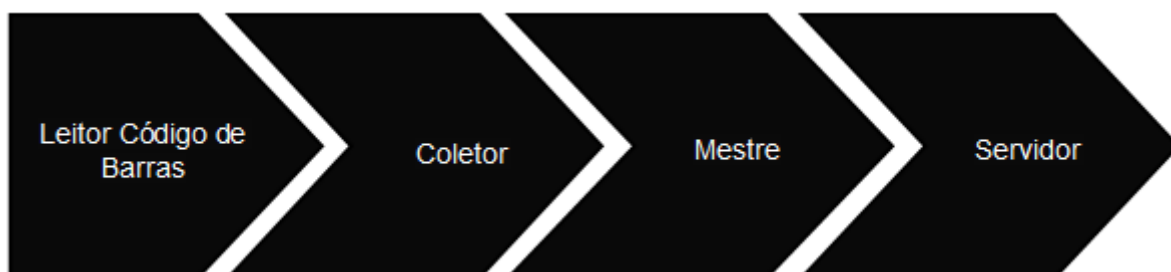 Leitor Código de
Barras
Coletor
Mestre
Servidor